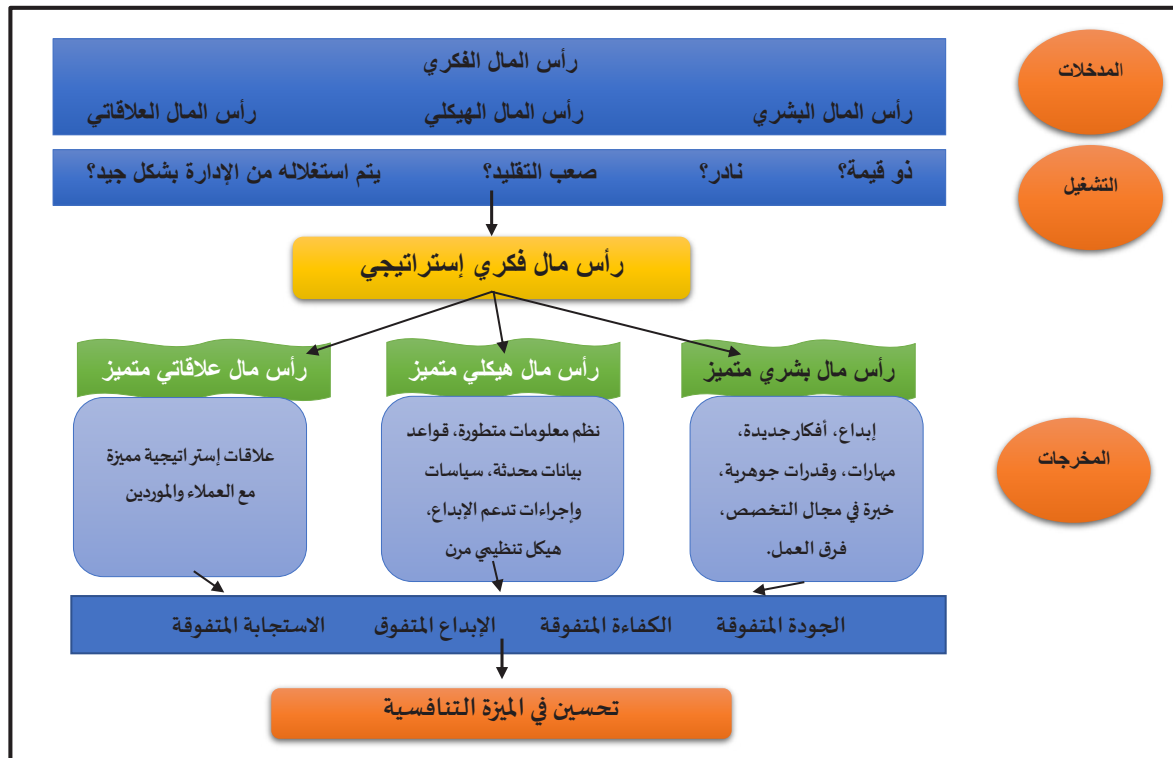 المدخلات
رأس المال الفكري
رأس المال البشري
رأس المال الهيكلي
رأس المال العلاقاتي
التشغيل
ذو قيمة؟
نادر؟
صعب التقليد؟
يتم استغلاله من الإدارة بشكل جيد؟
رأس مال فكري إستراتيجي
رأس مال بشري متميز
رأس مال هيكلي متميز
رأس مال علاقاتي متميز
المخرجات
إبداع، أفكار جديدة،
مهارات، وقدرات جوهرية،
خبرة في مجال التخصص،
فرق العمل.
نظم معلومات متطورة، قواعد
بيانات محدثة، سياسات
وإجراءات تدعم الإبداع،
هيكل تنظيمي مرن
علاقات إستراتيجية مميزة
مع العملاء والموردين
الجودة المتفوقة
الكفاءة المتفوقة
الإبداع المتفوق
الاستجابة المتفوقة
تحسين في الميزة التنافسية